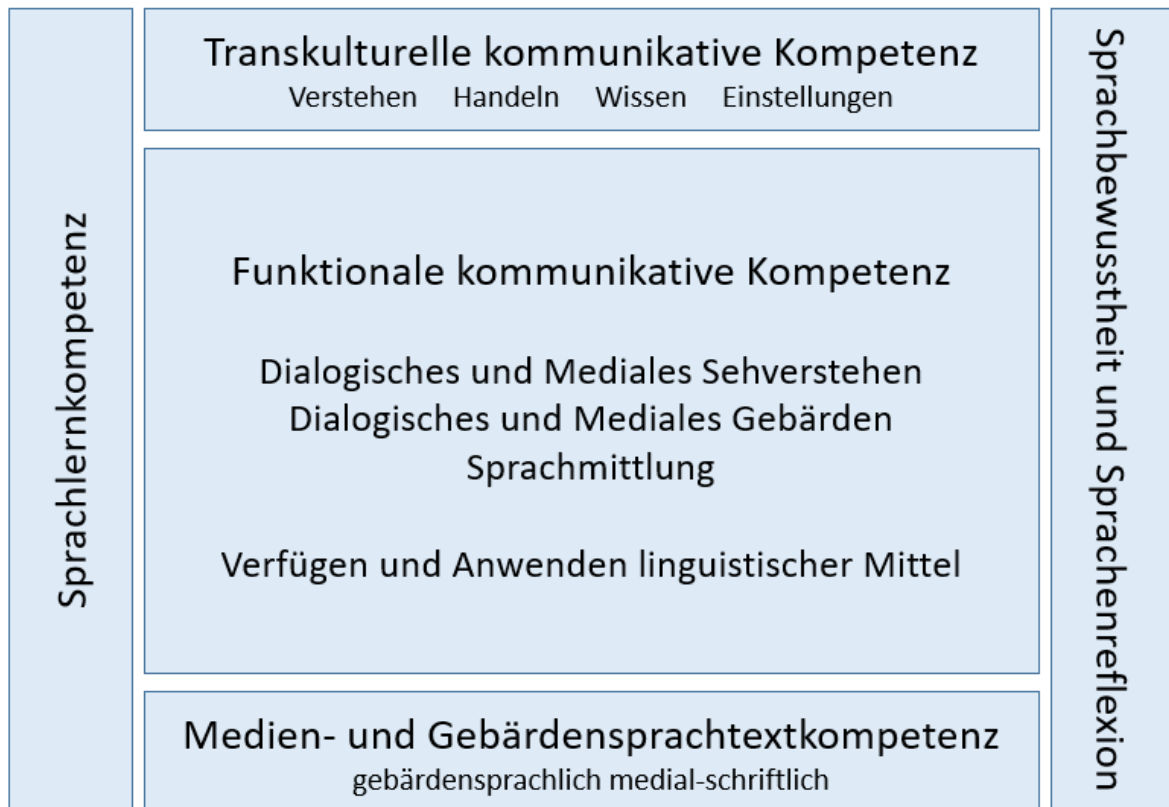 Sprachlernkompetenz
Transkulturelle kommunikative Kompetenz
Verstehen Handeln Wissen Einstellungen
Funktionale kommunikative Kompetenz
Dialogisches und Mediales Sehverstehen
Dialogisches und Mediales Gebärden
Sprachmittlung
Verfügen und Anwenden linguistischer Mittel
Medien- und Gebärdensprachtextkompetenz
gebärdensprachlich medial-schriftlich
Sprachbewusstheit und Sprachenreflexion